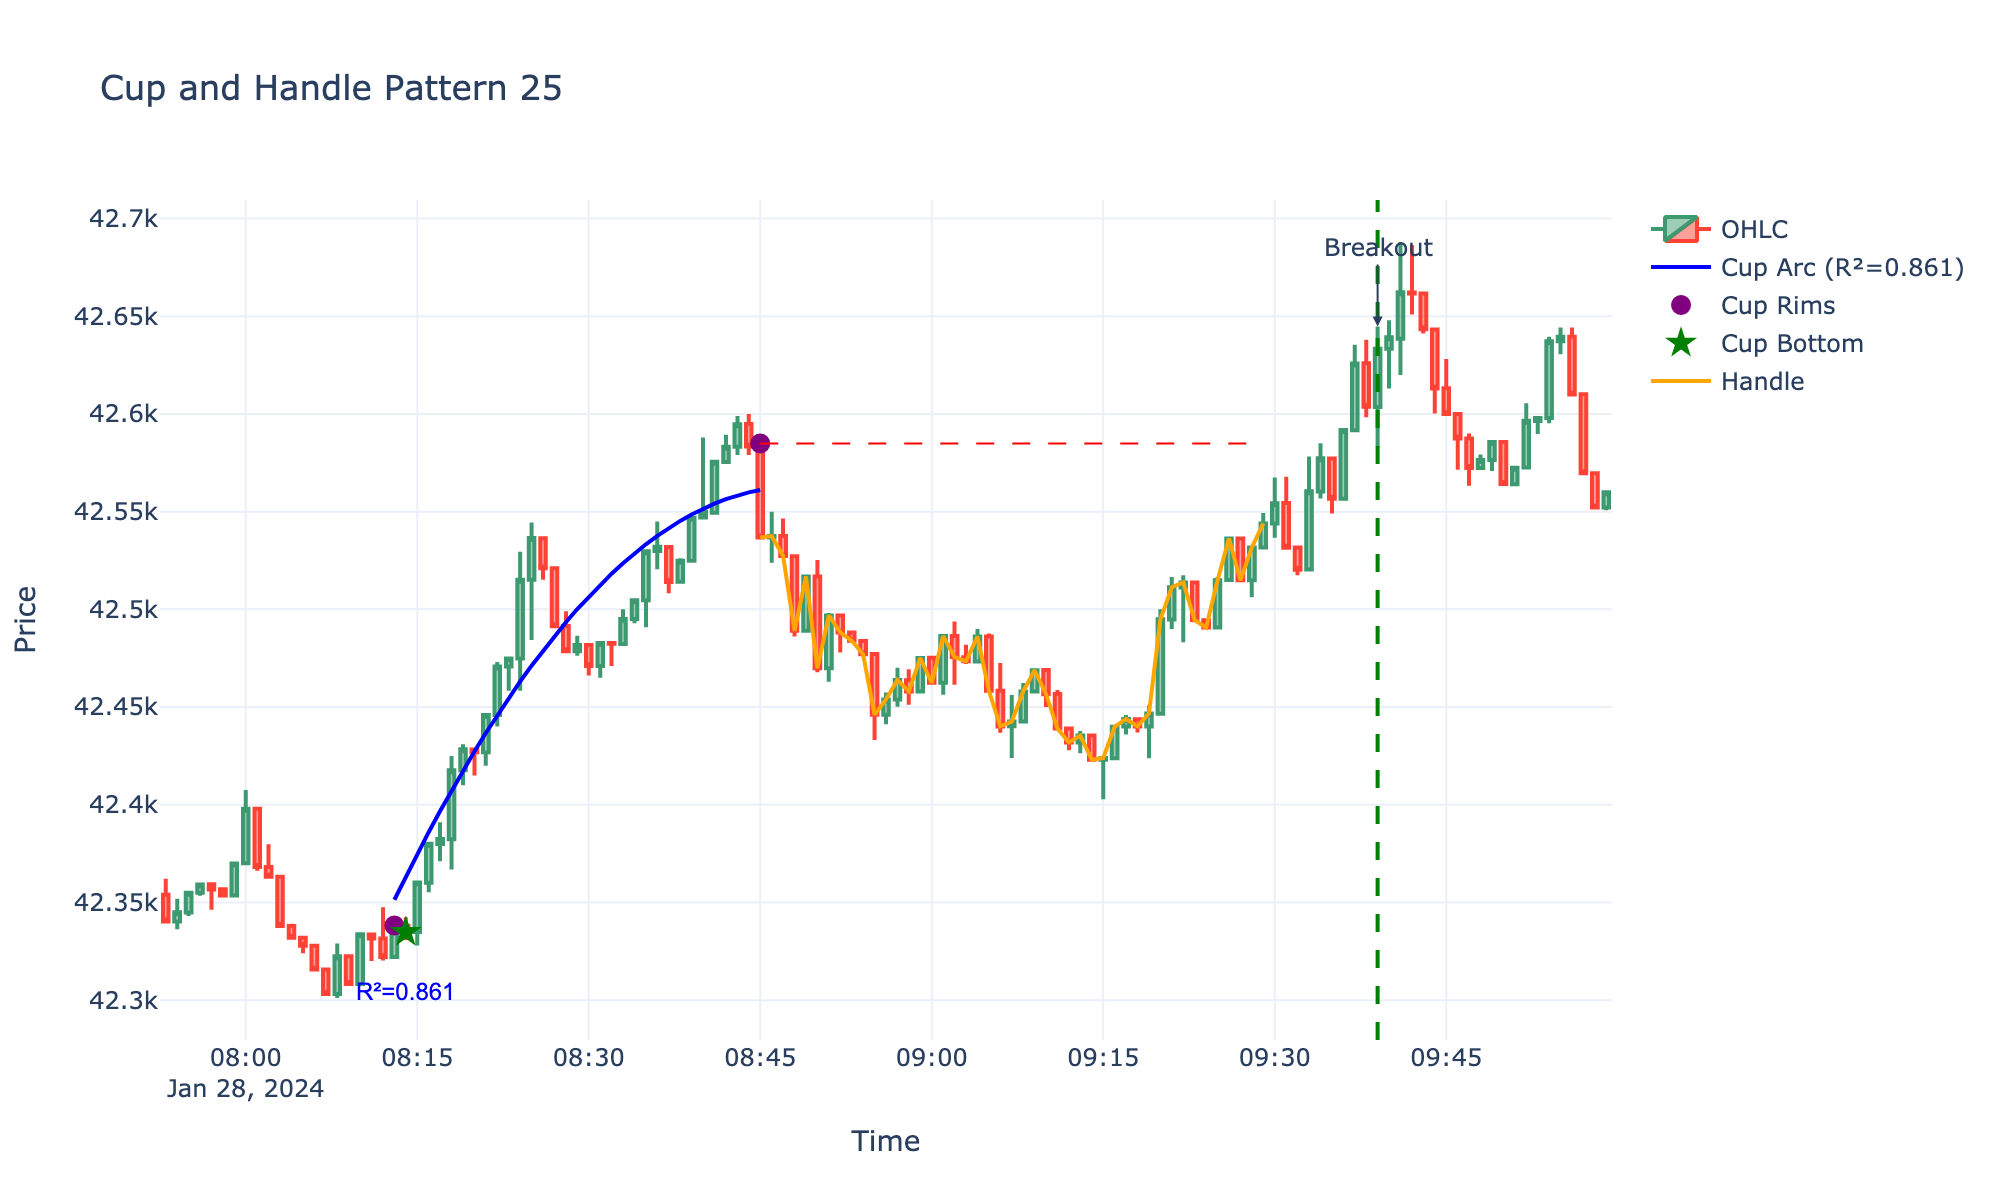 Cup and Handle Pattern 25
42.7k
42.65k
42.6k
42.55k
42.5k
42.45k
42.4k
42.35k
42.3k
Price
Breakout
R²=0.861
08:00
Jan 28, 2024
08:15
08:30
08:45
09:00
09:15
09:30
09:45
Time
OHLC
Cup Arc (R²=0.861)
Cup Rims
Cup Bottom
Handle